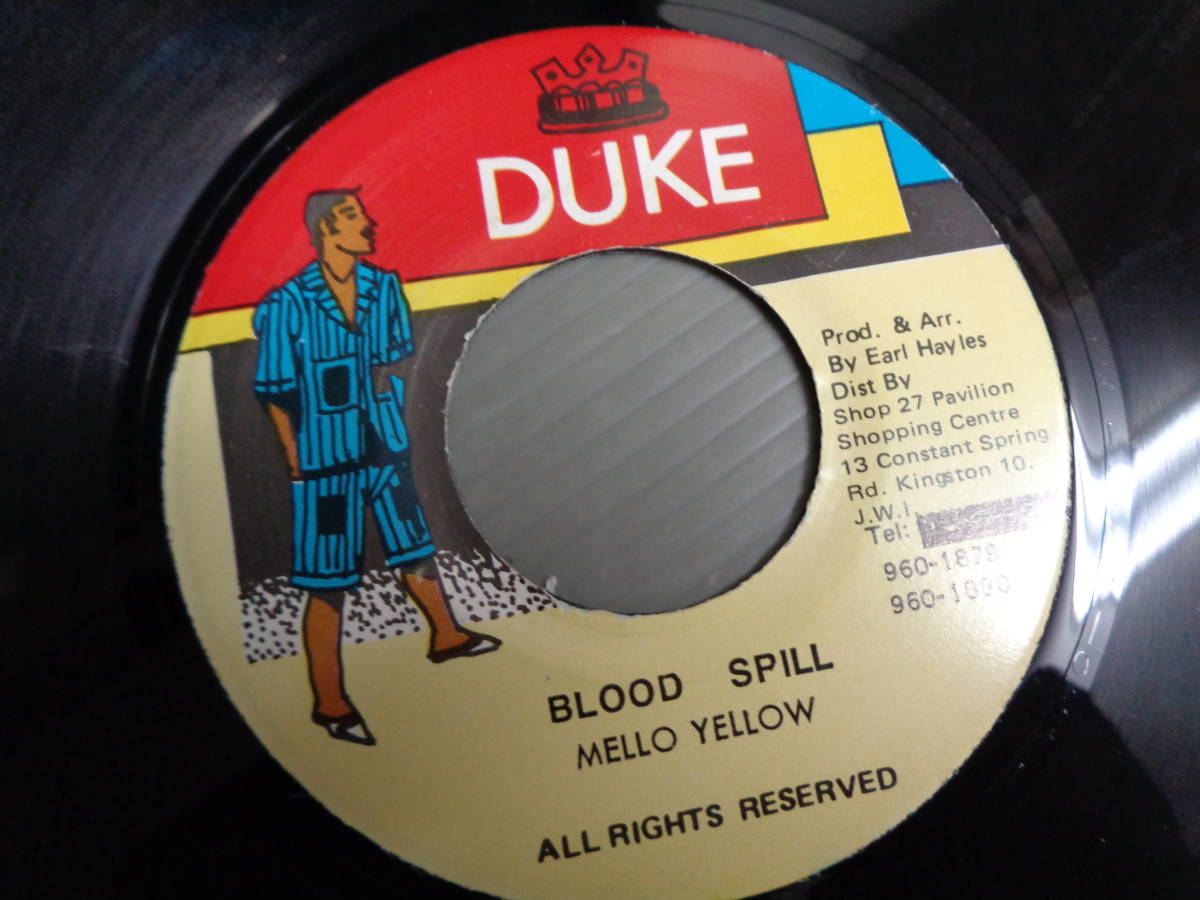 DUKE
Prod. & Arr.
By Earl Hayles
Dist By
Shop 27 Pavilion
Shopping Centre
13 Constant Spring
Rd. Kingston 10.
J.W.I.
Tel:
960-1879
BLOOD SPILL
MELLO YELLOW
ALL RIGHTS RESERVED